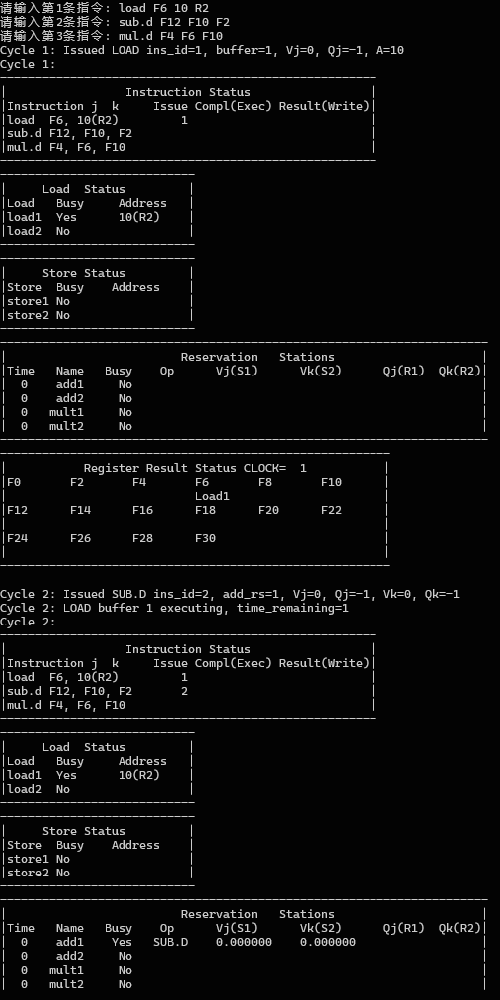 请输入第1条指令: load F6 10 R2
请输入第2条指令: sub.d F12 F10 F2
请输入第3条指令: mul.d F4 F6 F10
Cycle 1: Issued LOAD ins_id=1, buffer=1, Vj=0, Qj=-1, A=10
Cycle 1:
|                 Instruction Status                 |
|Instruction j  k     Issue Compl(Exec) Result(Write)|
|load  F6, 10(R2)         1                          |
|sub.d F12, F10, F2                                  |
|mul.d F4, F6, F10                                   |
|     Load  Status         |
|Load   Busy     Address   |
|load1  Yes     10(R2)     |
|load2  No                 |
|     Store Status         |
|Store  Busy    Address    |
|store1 No                 |
|store2 No                 |
|                         Reservation   Stations                     |
|Time   Name   Busy    Op      Vj(S1)      Vk(S2)      Qj(R1)  Qk(R2)|
|  0    add1     No                                                  |
|  0    add2     No                                                  |
|  0   mult1     No                                                  |
|  0   mult2     No                                                  |
|           Register Result Status CLOCK=  1           |
|F0       F2       F4       F6       F8       F10      |
|                           Load1                      |
|F12      F14      F16      F18      F20      F22      |
|                                                      |
|F24      F26      F28      F30                        |
|                                                      |
Cycle 2: Issued SUB.D ins_id=2, add_rs=1, Vj=0, Qj=-1, Vk=0, Qk=-1
Cycle 2: LOAD buffer 1 executing, time_remaining=1
Cycle 2:
|                 Instruction Status                 |
|Instruction j  k     Issue Compl(Exec) Result(Write)|
|load  F6, 10(R2)         1                          |
|sub.d F12, F10, F2       2                          |
|mul.d F4, F6, F10                                   |
|     Load  Status         |
|Load   Busy     Address   |
|load1  Yes     10(R2)     |
|load2  No                 |
|     Store Status         |
|Store  Busy    Address    |
|store1 No                 |
|store2 No                 |
|                         Reservation   Stations                     |
|Time   Name   Busy    Op      Vj(S1)      Vk(S2)      Qj(R1)  Qk(R2)|
|  0    add1    Yes   SUB.D   0.000000    0.000000                   |
|  0    add2     No                                                  |
|  0   mult1     No                                                  |
|  0   mult2     No                                                  |